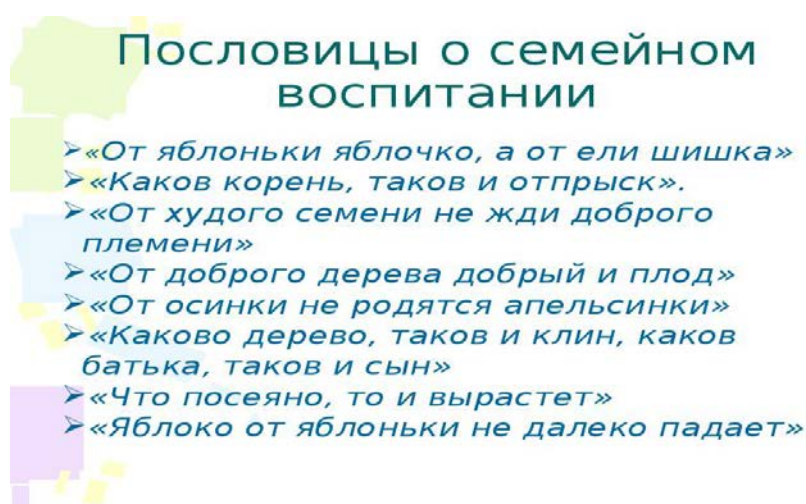 Пословицы о семейном
воспитании
«От яблоньки яблочко, а от ели шишка»
«Каков корень, таков и отпрыск».
«От худого семени не жди доброго
племени»
«От доброго дерева добрый и плод»
«От осинки не родятся апельсинки»
«Каково дерево, таков и клин, каков
батька, таков и сын»
«Что посеяно, то и вырастет»
«Яблоко от яблоньки не далеко падает»